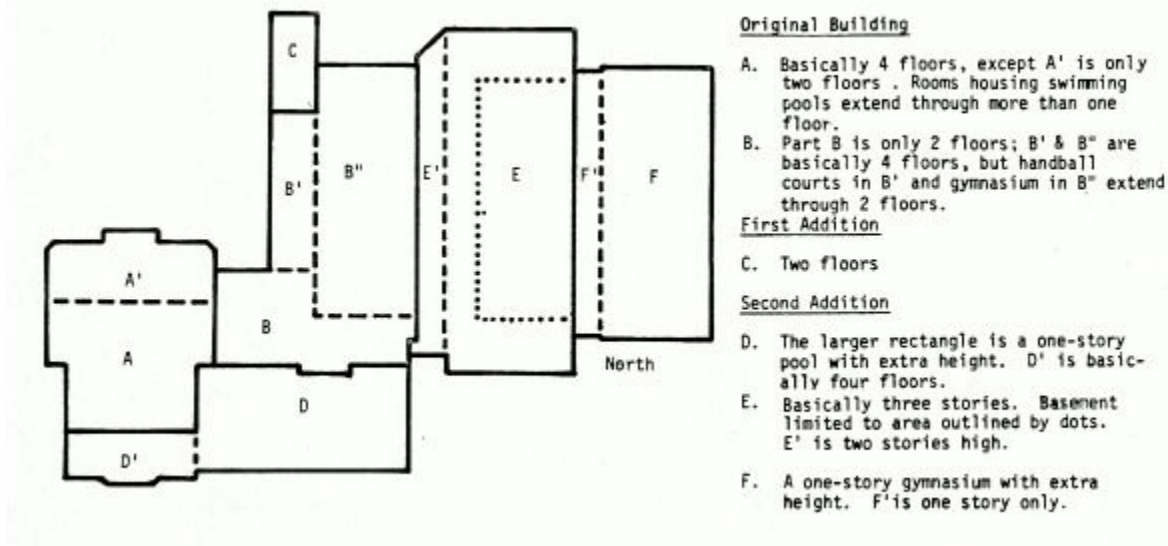 C
B'
B"
E'
E
F'
F
A'
B
A
D
D'
North
Original Building
A. Basically 4 floors, except A' is only
two floors . Rooms housing swimming
pools extend through more than one
floor.
B. Part B is only 2 floors; B' & B" are
basically 4 floors, but handball
courts in B' and gymnasium in B" extend
through 2 floors.
First Addition
C. Two floors
Second Addition
D. The larger rectangle is a one-story
pool with extra height. D' is basic-
ally four floors.
E. Basically three stories. Basement
limited to area outlined by dots.
E' is two stories high.
F. A one-story gymnasium with extra
height. F'is one story only.